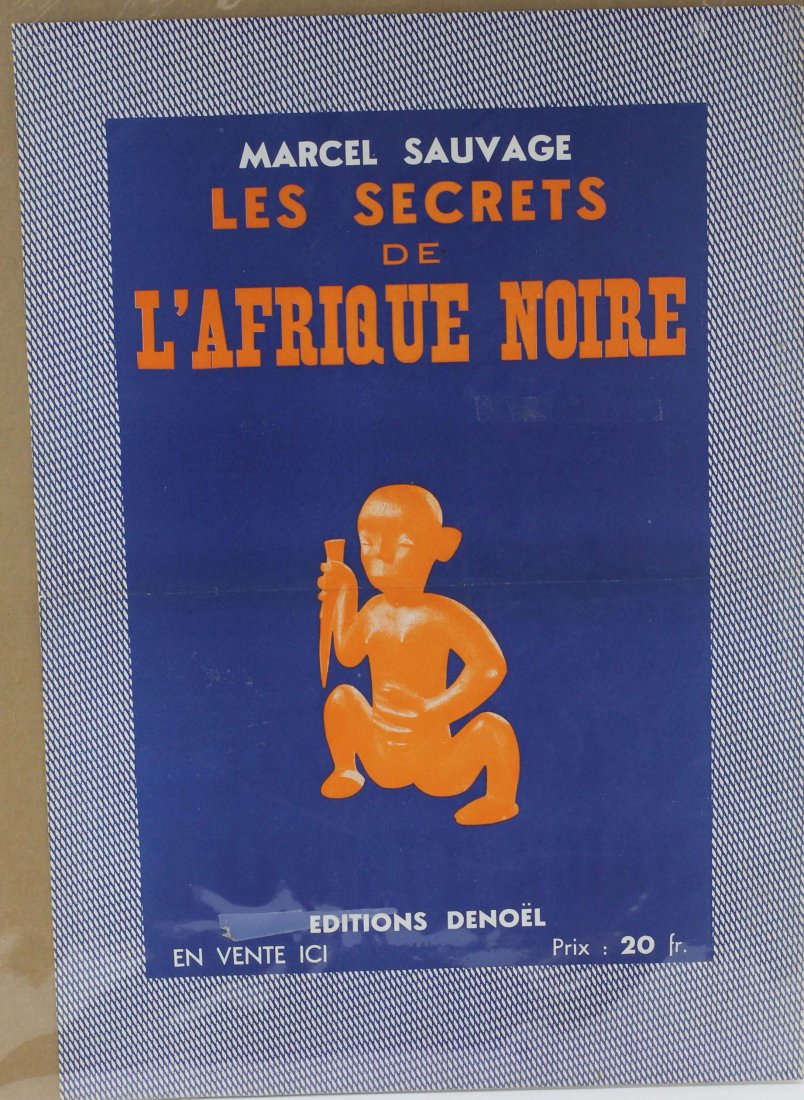 MARCEL SAUVAGE
LES SECRETS
DE
L'AFRIQUE NOIRE
EDITIONS DENOËL
EN VENTE ICI
Prix : 20 fr.